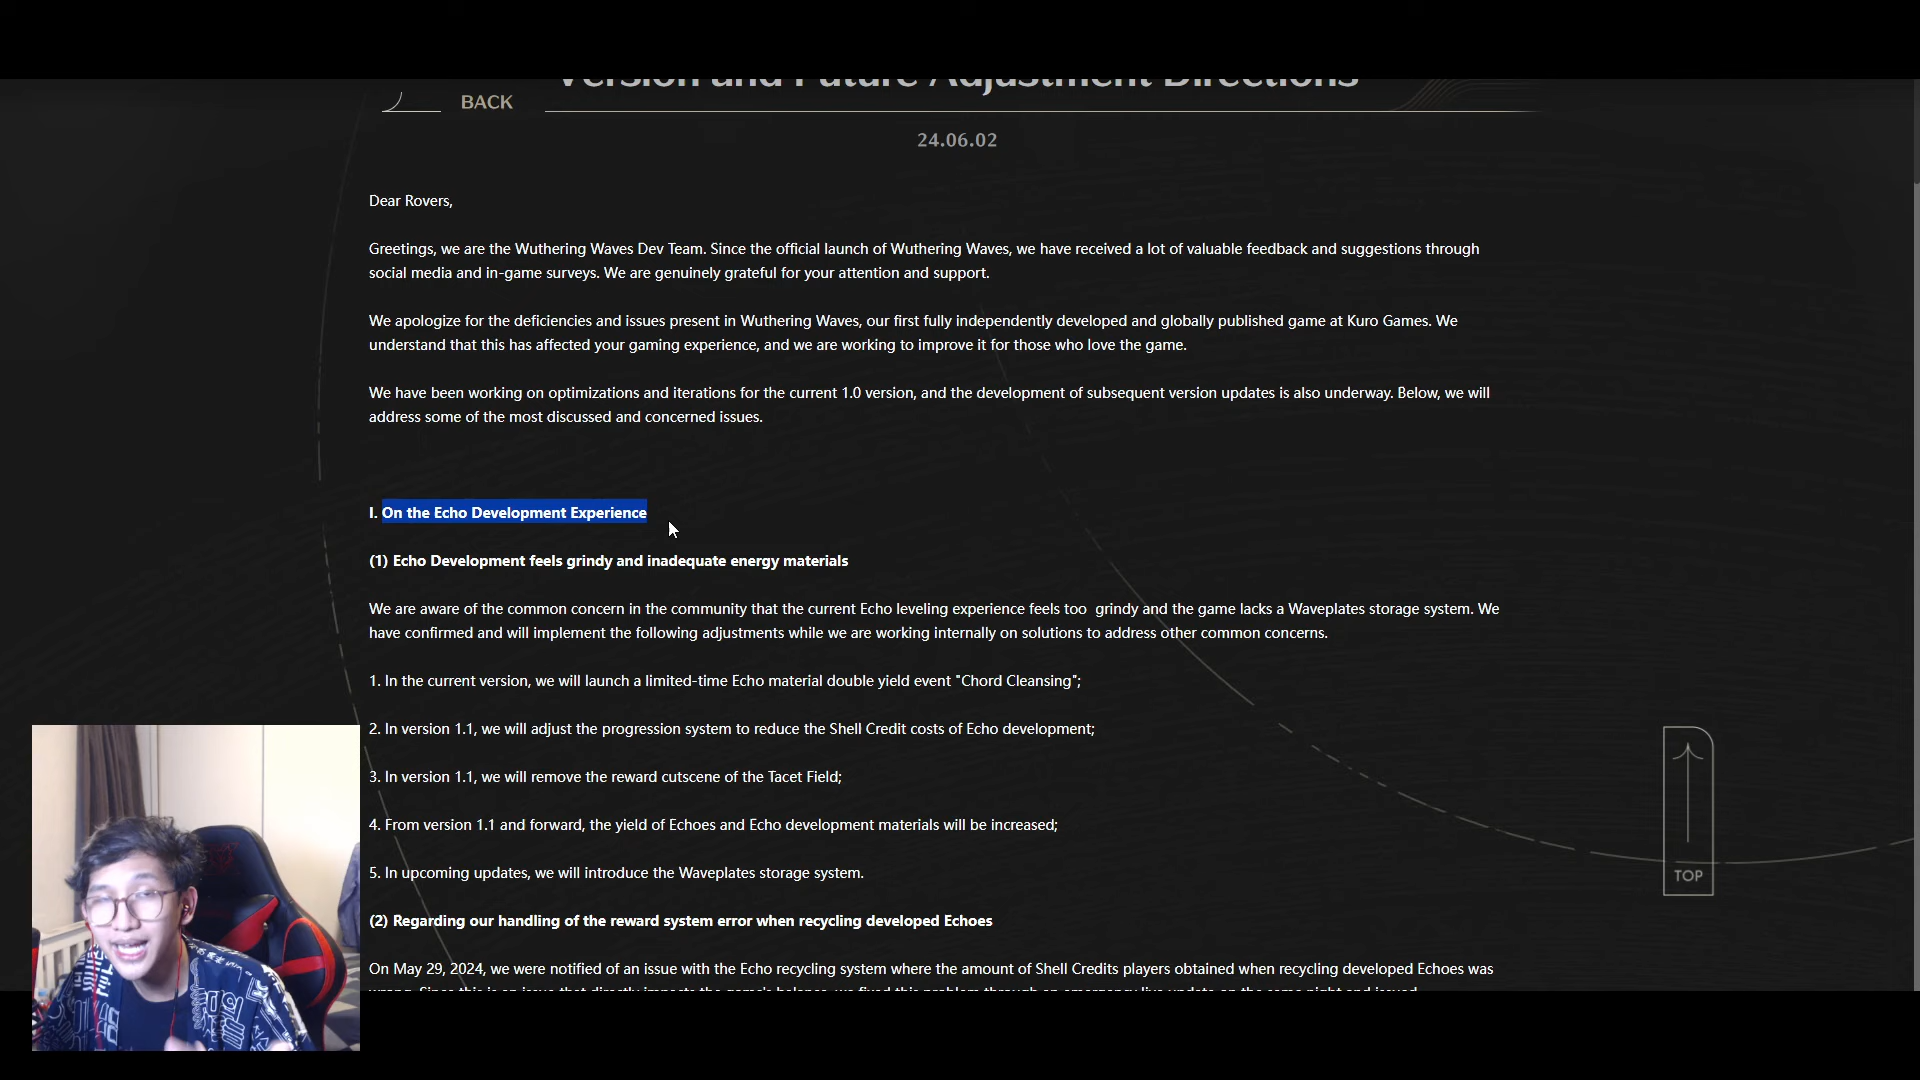 Version and Future Adjustment Directions
BACK
24.06.02
Dear Rovers,
Greetings, we are the Wuthering Waves Dev Team. Since the official launch of Wuthering Waves, we have received a lot of valuable feedback and suggestions through
social media and in-game surveys. We are genuinely grateful for your attention and support.
We apologize for the deficiencies and issues present in Wuthering Waves, our first fully independently developed and globally published game at Kuro Games. We
understand that this has affected your gaming experience, and we are working to improve it for those who love the game.
We have been working on optimizations and iterations for the current 1.0 version, and the development of subsequent version updates is also underway. Below, we will
address some of the most discussed and concerned issues.
I. On the Echo Development Experience
(1) Echo Development feels grindy and inadequate energy materials
We are aware of the common concern in the community that the current Echo leveling experience feels too  grindy and the game lacks a Waveplates storage system. We
have confirmed and will implement the following adjustments while we are working internally on solutions to address other common concerns.
1. In the current version, we will launch a limited-time Echo material double yield event "Chord Cleansing";
2. In version 1.1, we will adjust the progression system to reduce the Shell Credit costs of Echo development;
3. In version 1.1, we will remove the reward cutscene of the Tacet Field;
4. From version 1.1 and forward, the yield of Echoes and Echo development materials will be increased;
5. In upcoming updates, we will introduce the Waveplates storage system.
TOP
(2) Regarding our handling of the reward system error when recycling developed Echoes
On May 29, 2024, we were notified of an issue with the Echo recycling system where the amount of Shell Credits players obtained when recycling developed Echoes was